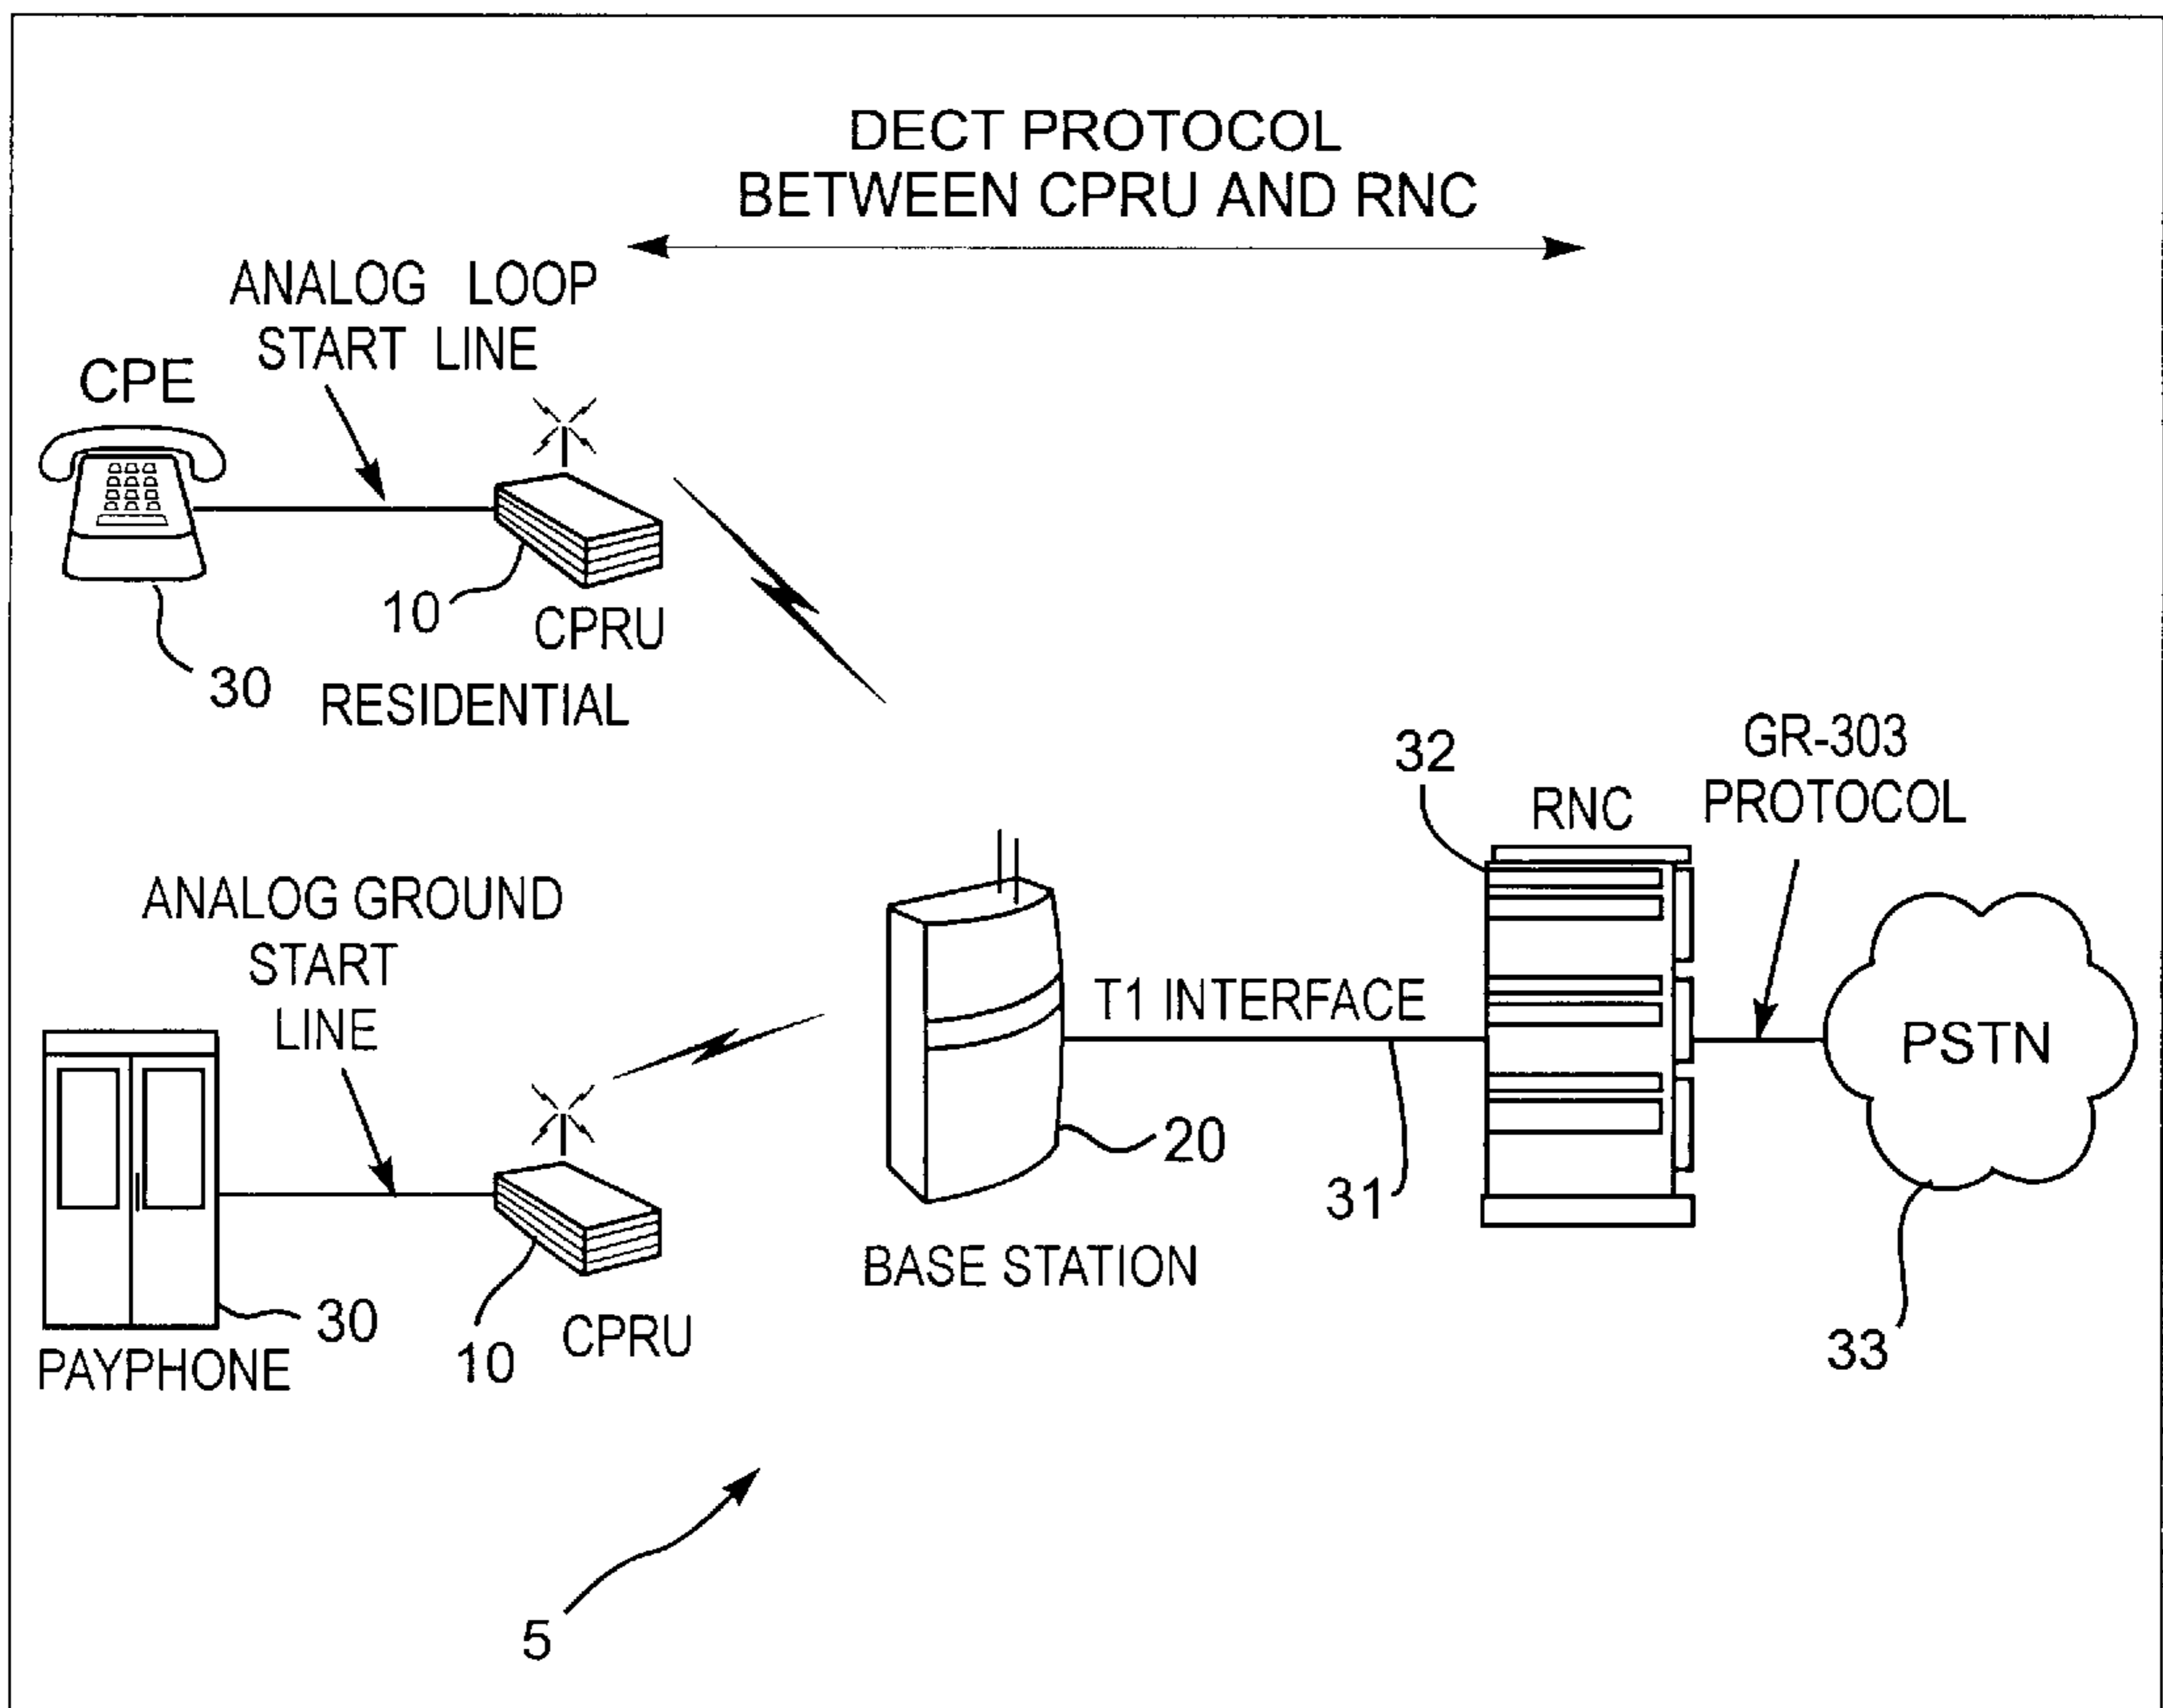 DECT PROTOCOL
BETWEEN CPRU AND RNC
ANALOG LOOP
START LINE
CPE
10
CPRU
30
RESIDENTIAL
32
GR-303
PROTOCOL
RNC
ANALOG GROUND
START
LINE
T1 INTERFACE
PSTN
20
31
BASE STATION
30
CPRU
10
PAYPHONE
33
5